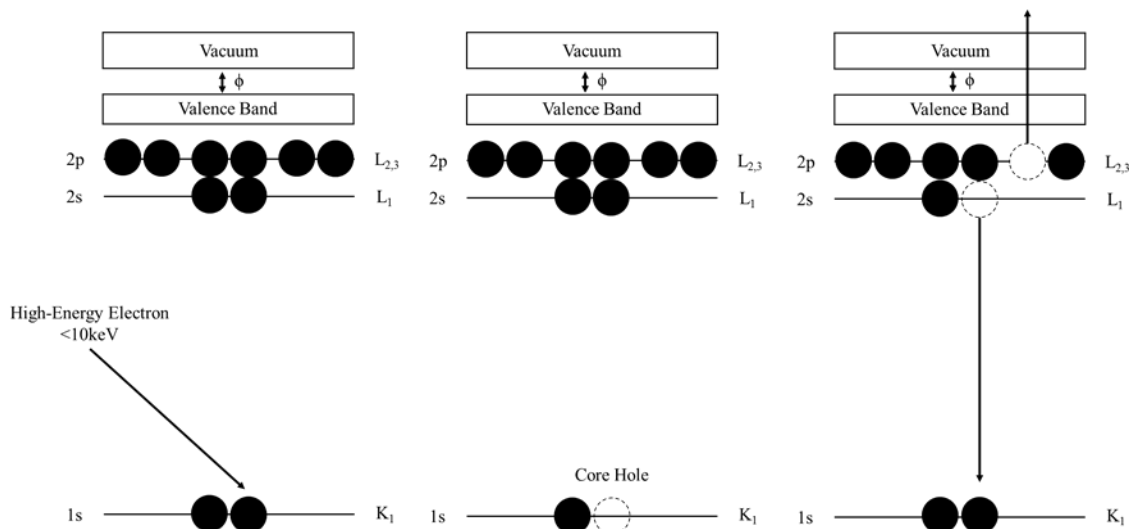 Vacuum
ϕ
Valence Band
2p L2,3
2s L1
High-Energy Electron
<10keV
1s K1
Vacuum
ϕ
Valence Band
2p L2,3
2s L1
Core Hole
1s K1
Vacuum
ϕ
Valence Band
2p L2,3
2s L1
1s K1